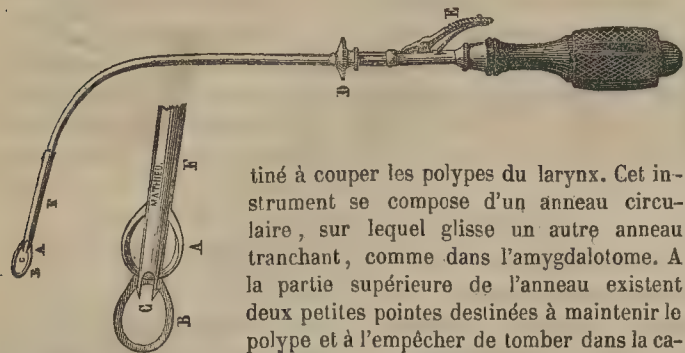 E
D
F
A
C
B
MATHIEU
F
A
C
B
tiné à couper les polypes du larynx. Cet in-
strument se compose d'un anneau circu-
laire, sur lequel glisse un autre anneau
tranchant, comme dans l'amygdalotome. A
la partie supérieure de l'anneau existent
deux petites pointes destinées à maintenir le
polype et à l'empêcher de tomber dans la ca-